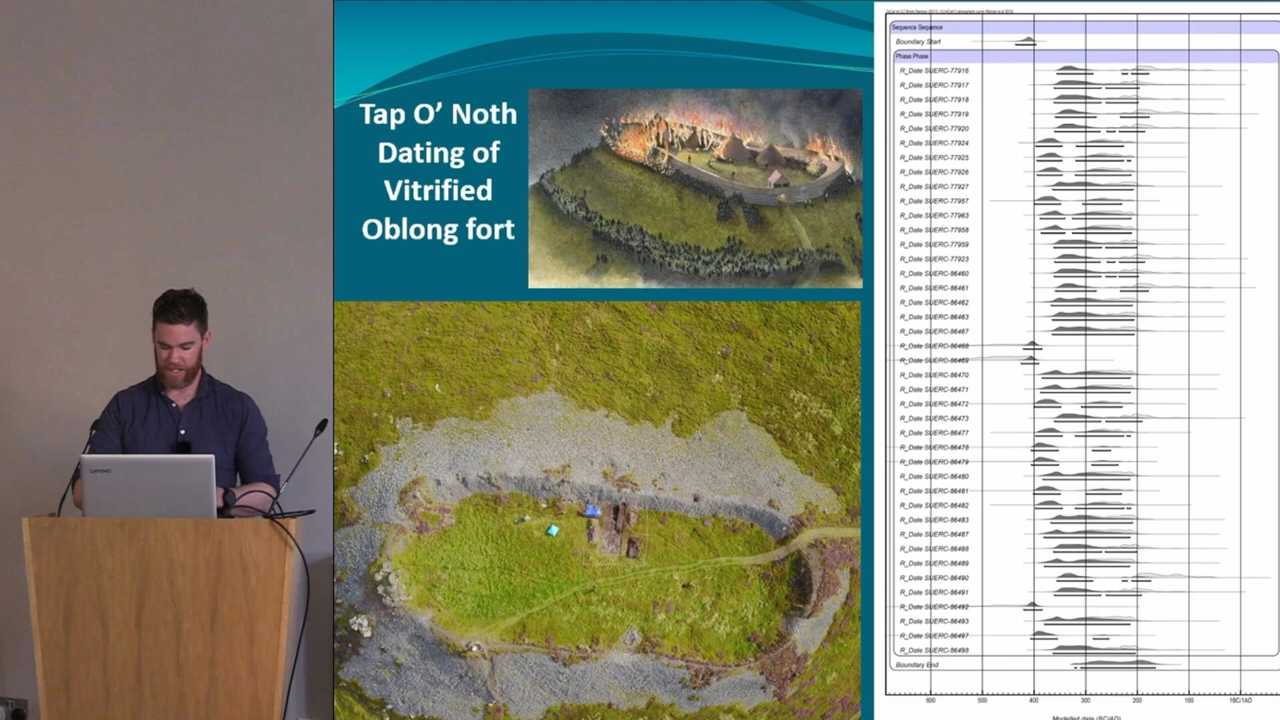 Tap O’ Noth
Dating of
Vitrified
Oblong fort
Lenovo
Sequence Sequence
Boundary Start
Phase Phase
R_Date SUERC-77916
R_Date SUERC-77917
R_Date SUERC-77918
R_Date SUERC-77919
R_Date SUERC-77920
R_Date SUERC-77924
R_Date SUERC-77925
R_Date SUERC-77926
R_Date SUERC-77927
R_Date SUERC-77957
R_Date SUERC-77963
R_Date SUERC-77958
R_Date SUERC-77959
R_Date SUERC-77923
R_Date SUERC-86460
R_Date SUERC-86461
R_Date SUERC-86462
R_Date SUERC-86463
R_Date SUERC-86467
R_Date SUERC-86468
R_Date SUERC-86469
R_Date SUERC-86470
R_Date SUERC-86471
R_Date SUERC-86472
R_Date SUERC-86473
R_Date SUERC-86477
R_Date SUERC-86478
R_Date SUERC-86479
R_Date SUERC-86480
R_Date SUERC-86481
R_Date SUERC-86482
R_Date SUERC-86483
R_Date SUERC-86487
R_Date SUERC-86488
R_Date SUERC-86489
R_Date SUERC-86490
R_Date SUERC-86491
R_Date SUERC-86492
R_Date SUERC-86493
R_Date SUERC-86497
R_Date SUERC-86498
Boundary End
600 500 400 300 200 100 1BC/1AD
Modelled date (BC/AD)